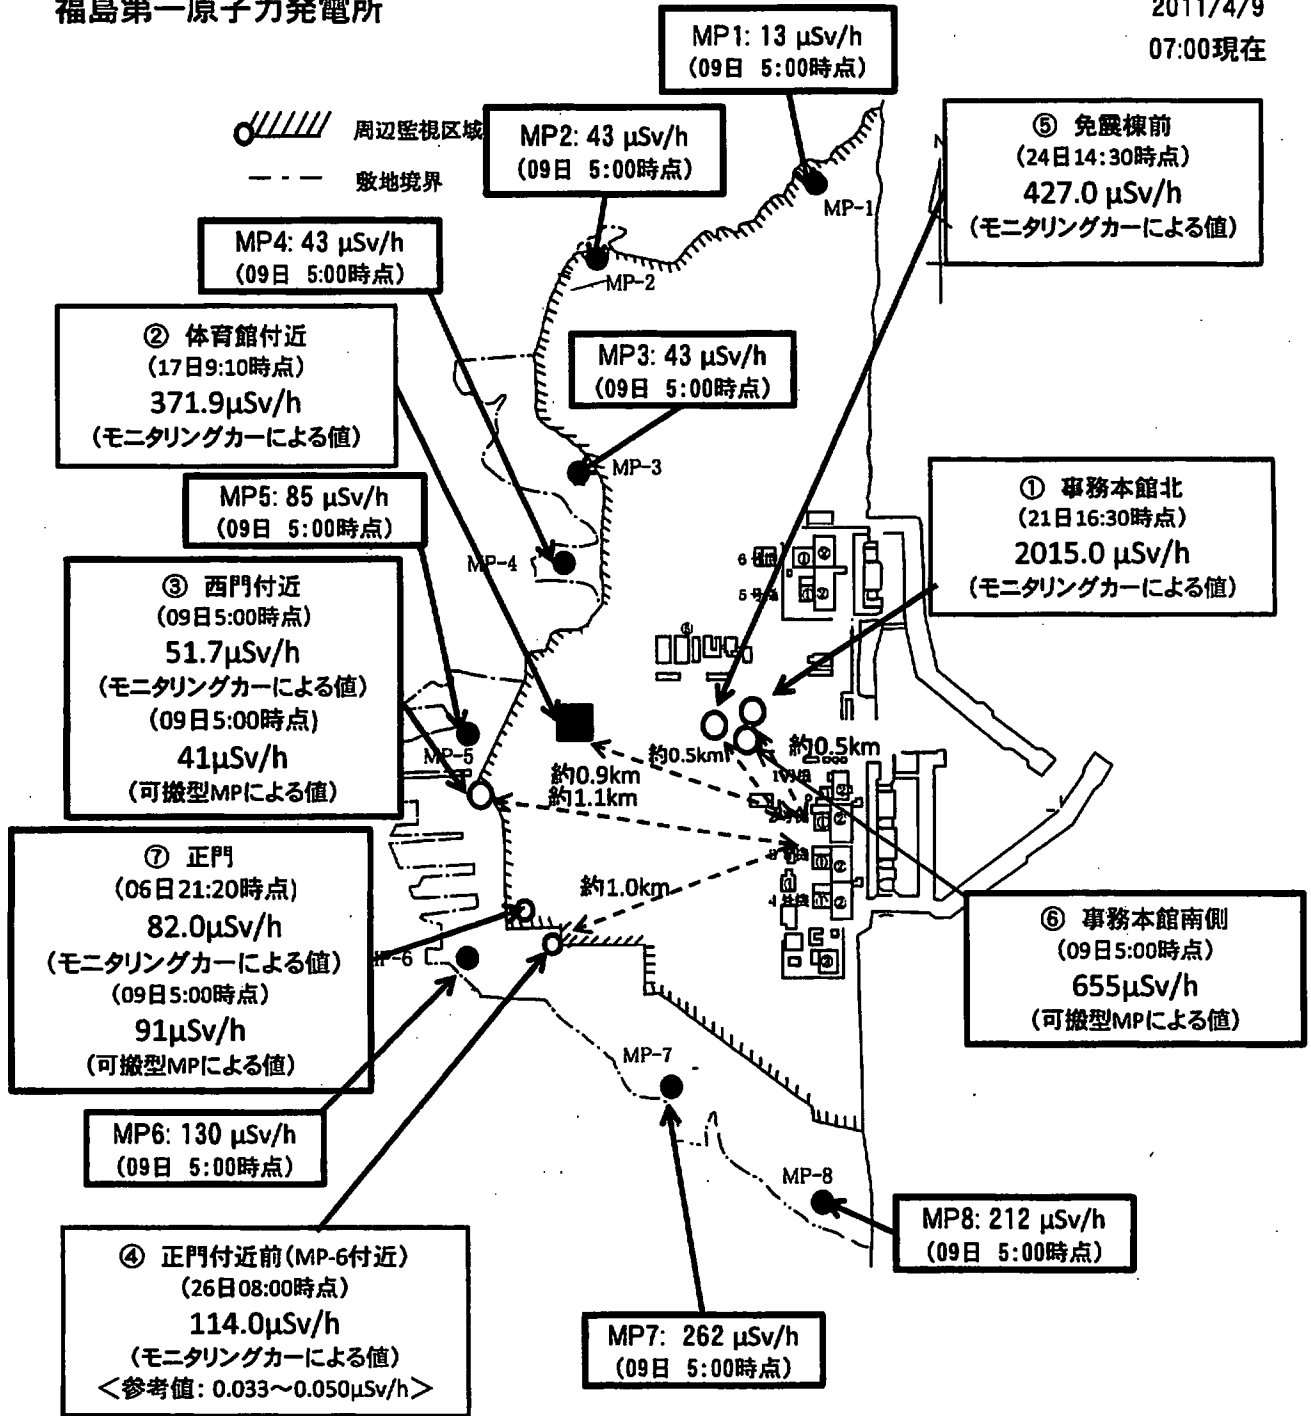 福島第一原子力発電所
2011/4/9
07:00現在
周辺監視区域
敷地境界
MP1: 13 μSv/h
(09日 5:00時点)
MP2: 43 μSv/h
(09日 5:00時点)
⑤ 免震棟前
(24日14:30時点)
427.0 μSv/h
(モニタリングカーによる値)
MP-1
MP4: 43 μSv/h
(09日 5:00時点)
MP-2
② 体育館付近
(17日9:10時点)
371.9μSv/h
(モニタリングカーによる値)
MP3: 43 μSv/h
(09日 5:00時点)
MP-3
① 事務本館北
(21日16:30時点)
2015.0 μSv/h
(モニタリングカーによる値)
MP5: 85 μSv/h
(09日 5:00時点)
MP-4
③ 西門付近
(09日5:00時点)
51.7μSv/h
(モニタリングカーによる値)
(09日5:00時点)
41μSv/h
(可搬型MPによる値)
MP-5
約0.5km
約0.5km
約0.9km
約1.1km
約1.0km
⑦ 正門
(06日21:20時点)
82.0μSv/h
(モニタリングカーによる値)
(09日5:00時点)
91μSv/h
(可搬型MPによる値)
⑥ 事務本館南側
(09日5:00時点)
655μSv/h
(可搬型MPによる値)
MP-7
MP6: 130 μSv/h
(09日 5:00時点)
MP-8
MP8: 212 μSv/h
(09日 5:00時点)
④ 正門付近前(MP-6付近)
(26日08:00時点)
114.0μSv/h
(モニタリングカーによる値)
<参考値: 0.033~0.050μSv/h>
MP7: 262 μSv/h
(09日 5:00時点)